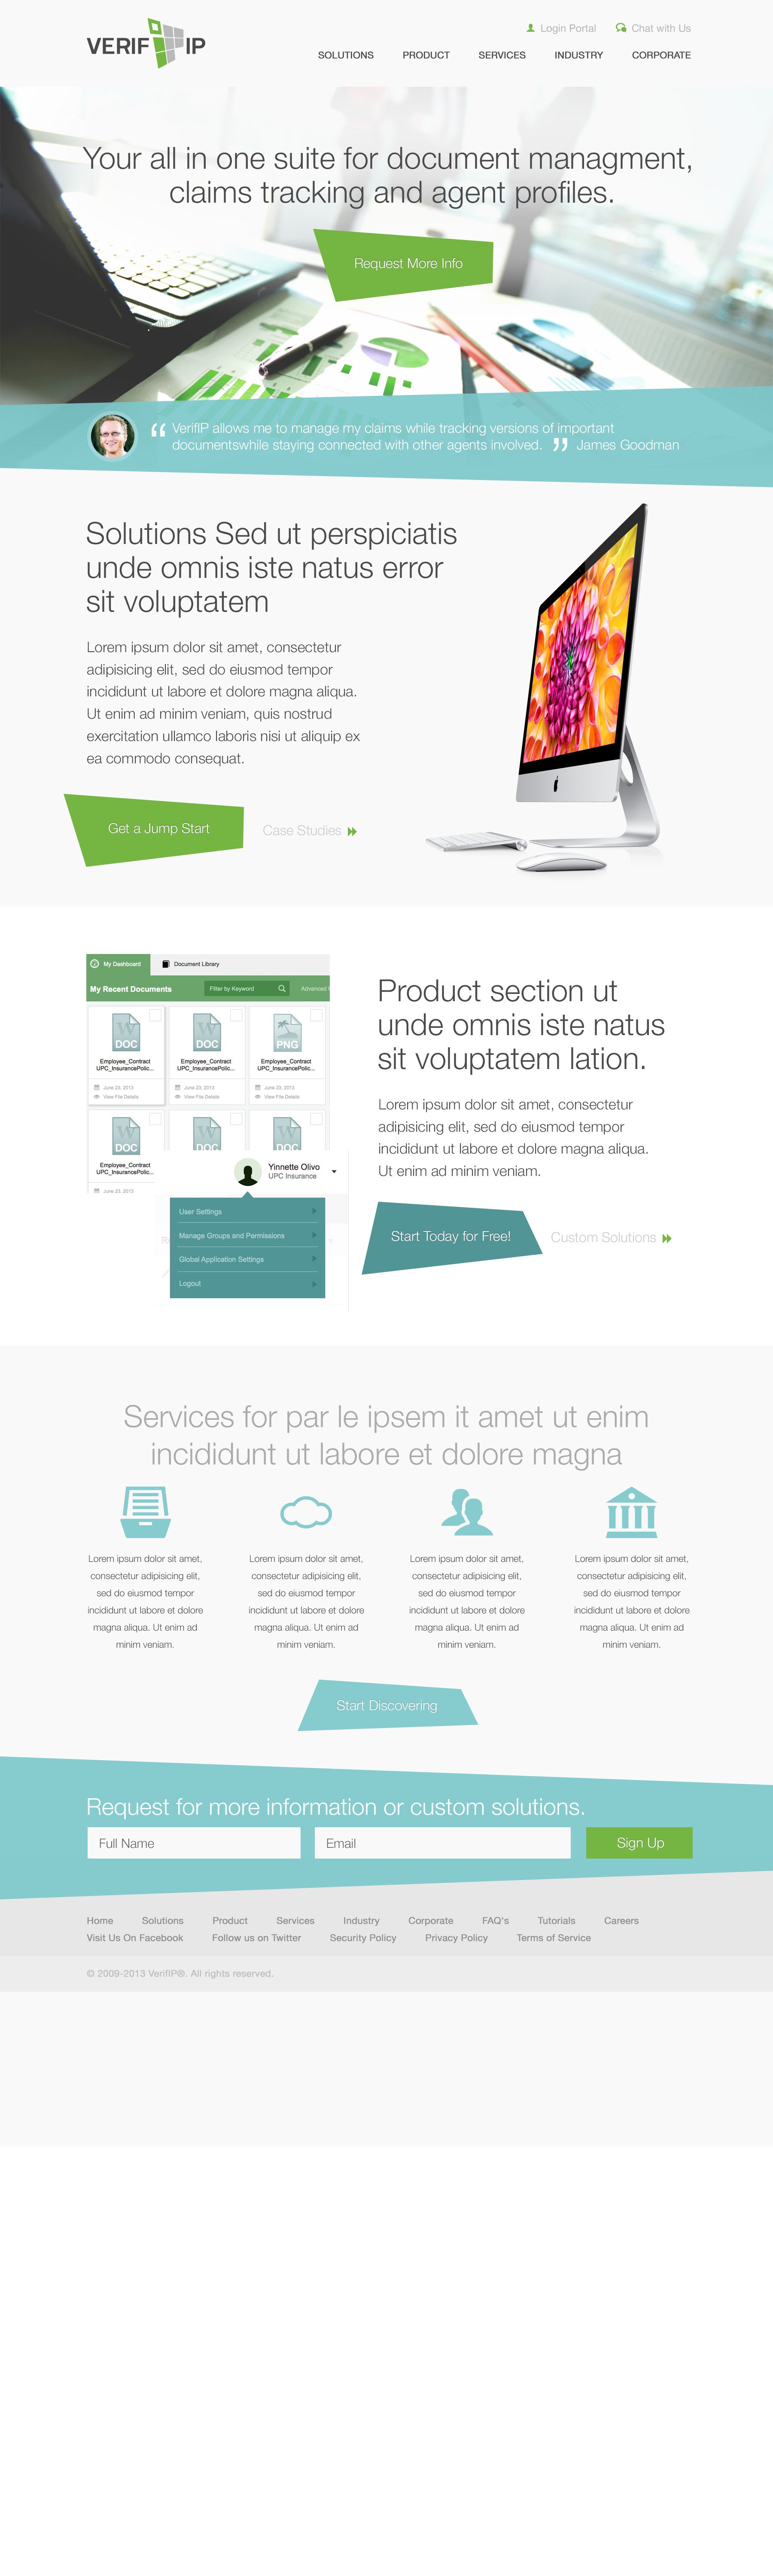 VERIF IP
Login Portal
Chat with Us
SOLUTIONS PRODUCT SERVICES INDUSTRY CORPORATE
Your all in one suite for document managment,
claims tracking and agent profiles.
Request More Info
“ VerifIP allows me to manage my claims while tracking versions of important
documentswhile staying connected with other agents involved. ” James Goodman
Solutions Sed ut perspiciatis
unde omnis iste natus error
sit voluptatem
Lorem ipsum dolor sit amet, consectetur
adipisicing elit, sed do eiusmod tempor
incididunt ut labore et dolore magna aliqua.
Ut enim ad minim veniam, quis nostrud
exercitation ullamco laboris nisi ut aliquip ex
ea commodo consequat.
Get a Jump Start
Case Studies
My Dashboard
Document Library
My Recent Documents
Filter by Keyword
Advanced
DOC
Employee_Contract
UPC_InsurancePolic...
June 23, 2013
View File Details
DOC
Employee_Contract
UPC_InsurancePolic...
June 23, 2013
View File Details
PNG
Employee_Contract
UPC_InsurancePolic...
June 23, 2013
View File Details
DOC
Employee_Contract
UPC_InsurancePolic...
June 23, 2013
DOC
DOC
Yinnette Olivo
UPC Insurance
User Settings
Manage Groups and Permissions
Global Application Settings
Logout
Product section ut
unde omnis iste natus
sit voluptatem lation.
Lorem ipsum dolor sit amet, consectetur
adipisicing elit, sed do eiusmod tempor
incididunt ut labore et dolore magna aliqua.
Ut enim ad minim veniam.
Start Today for Free!
Custom Solutions
Services for par le ipsem it amet ut enim
incididunt ut labore et dolore magna
Lorem ipsum dolor sit amet,
consectetur adipisicing elit,
sed do eiusmod tempor
incididunt ut labore et dolore
magna aliqua. Ut enim ad
minim veniam.
Lorem ipsum dolor sit amet,
consectetur adipisicing elit,
sed do eiusmod tempor
incididunt ut labore et dolore
magna aliqua. Ut enim ad
minim veniam.
Lorem ipsum dolor sit amet,
consectetur adipisicing elit,
sed do eiusmod tempor
incididunt ut labore et dolore
magna aliqua. Ut enim ad
minim veniam.
Lorem ipsum dolor sit amet,
consectetur adipisicing elit,
sed do eiusmod tempor
incididunt ut labore et dolore
magna aliqua. Ut enim ad
minim veniam.
Start Discovering
Request for more information or custom solutions.
Full Name
Email
Sign Up
Home Solutions Product Services Industry Corporate FAQ's Tutorials Careers
Visit Us On Facebook Follow us on Twitter Security Policy Privacy Policy Terms of Service
© 2009-2013 VerifIP®. All rights reserved.